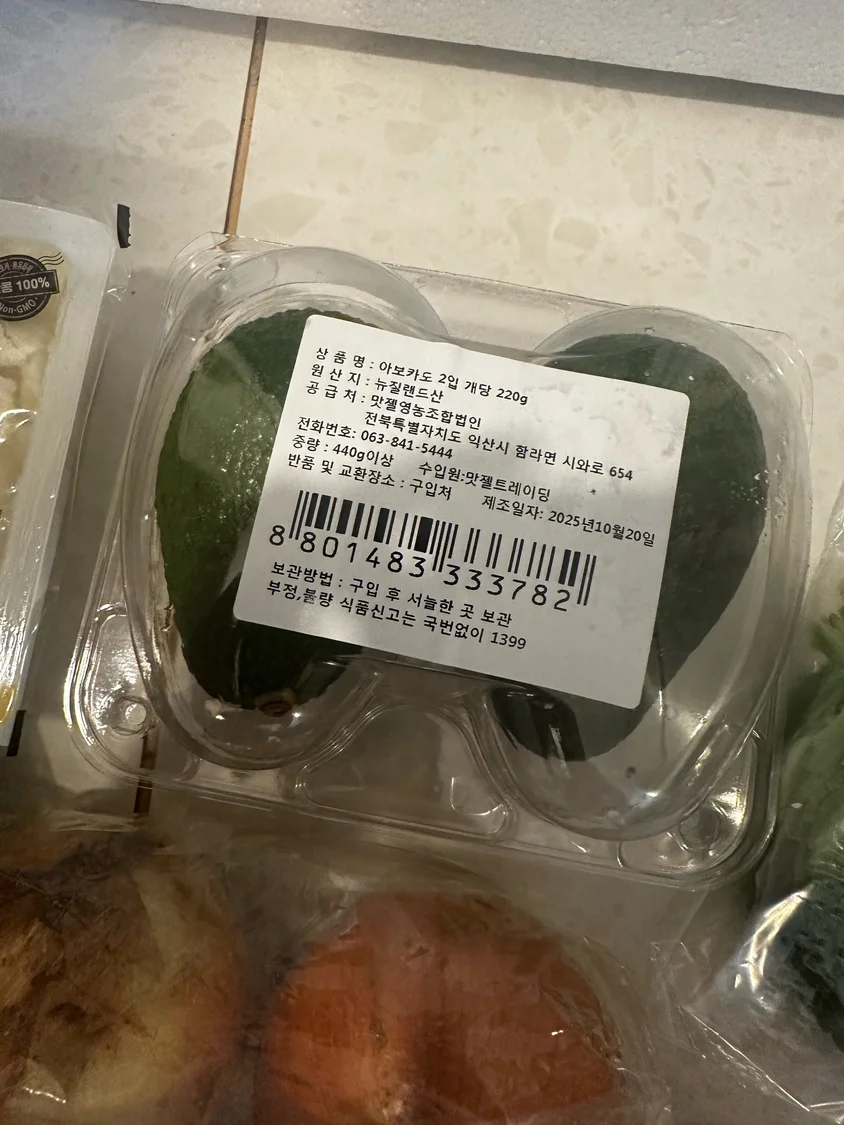 콩 100%
Non-GMO
상 품 명 : 아보카도 2입 개당 220g
원 산 지 : 뉴질랜드산
공 급 처 : 맛젤영농조합법인
전북특별자치도 익산시 함라면 시와로 654
전화번호: 063-841-5444
중량 : 440g이상 수입원:맛젤트레이딩
반품 및 교환장소 : 구입처 제조일자: 2025년10월20일
8 801483 333782
보관방법 : 구입 후 서늘한 곳 보관
부정,불량 식품신고는 국번없이 1399